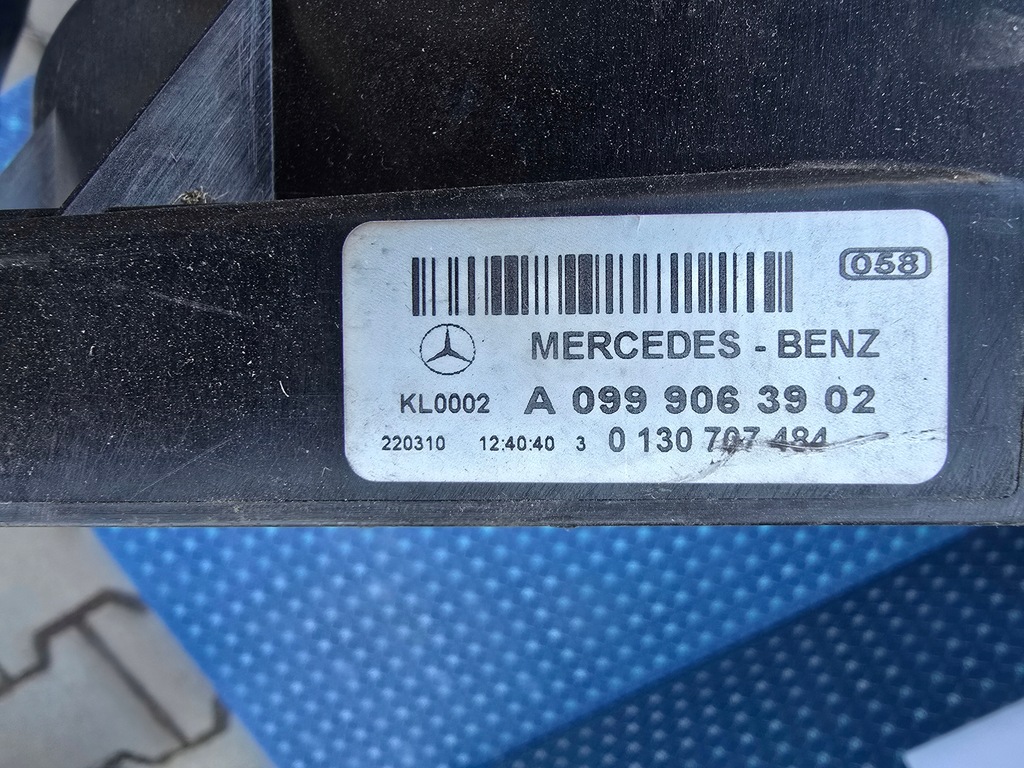 058
MERCEDES - BENZ
KL0002 A 099 906 39 02
220310 12:40:40 3 0 130 707 484